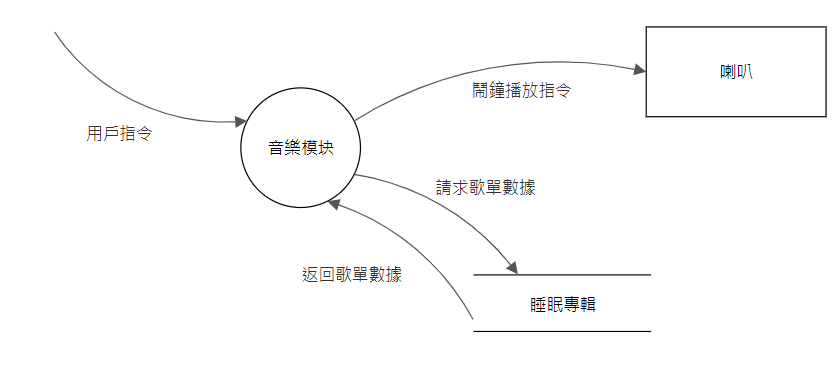 喇叭
鬧鐘播放指令
用戶指令
音樂模块
請求歌單數據
返回歌單數據
睡眠專輯